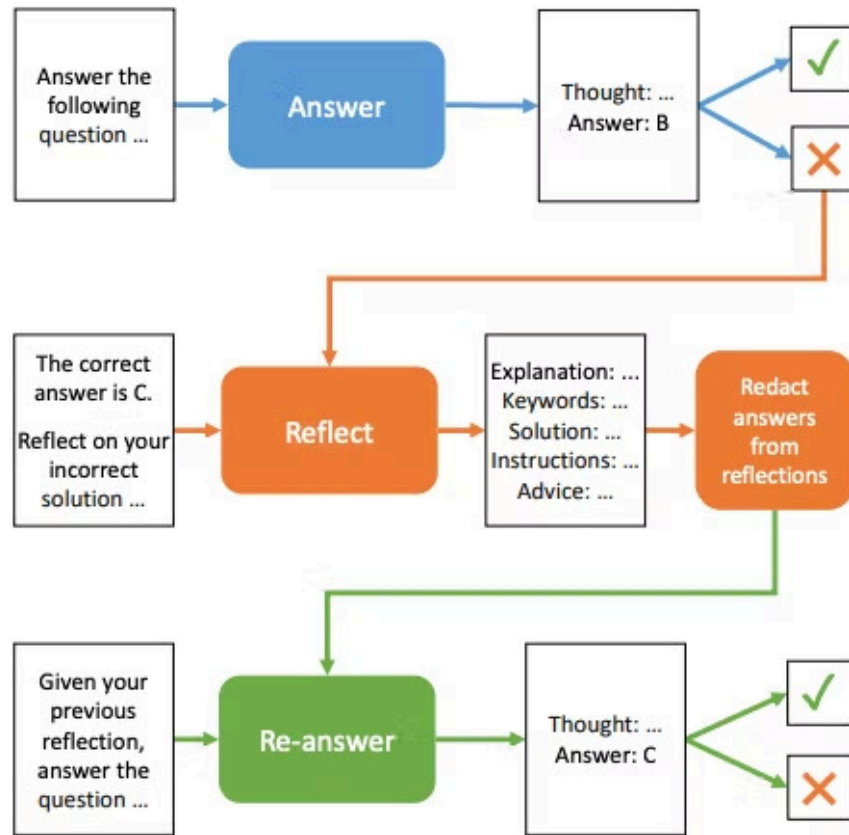 Answer the
following
question ...
Answer
Thought: ...
Answer: B
The correct
answer is C.
Reflect on your
incorrect
solution ...
Reflect
Explanation: ...
Keywords: ...
Solution: ...
Instructions: ...
Advice: ...
Redact
answers
from
reflections
Given your
previous
reflection,
answer the
question ...
Re-answer
Thought: ...
Answer: C